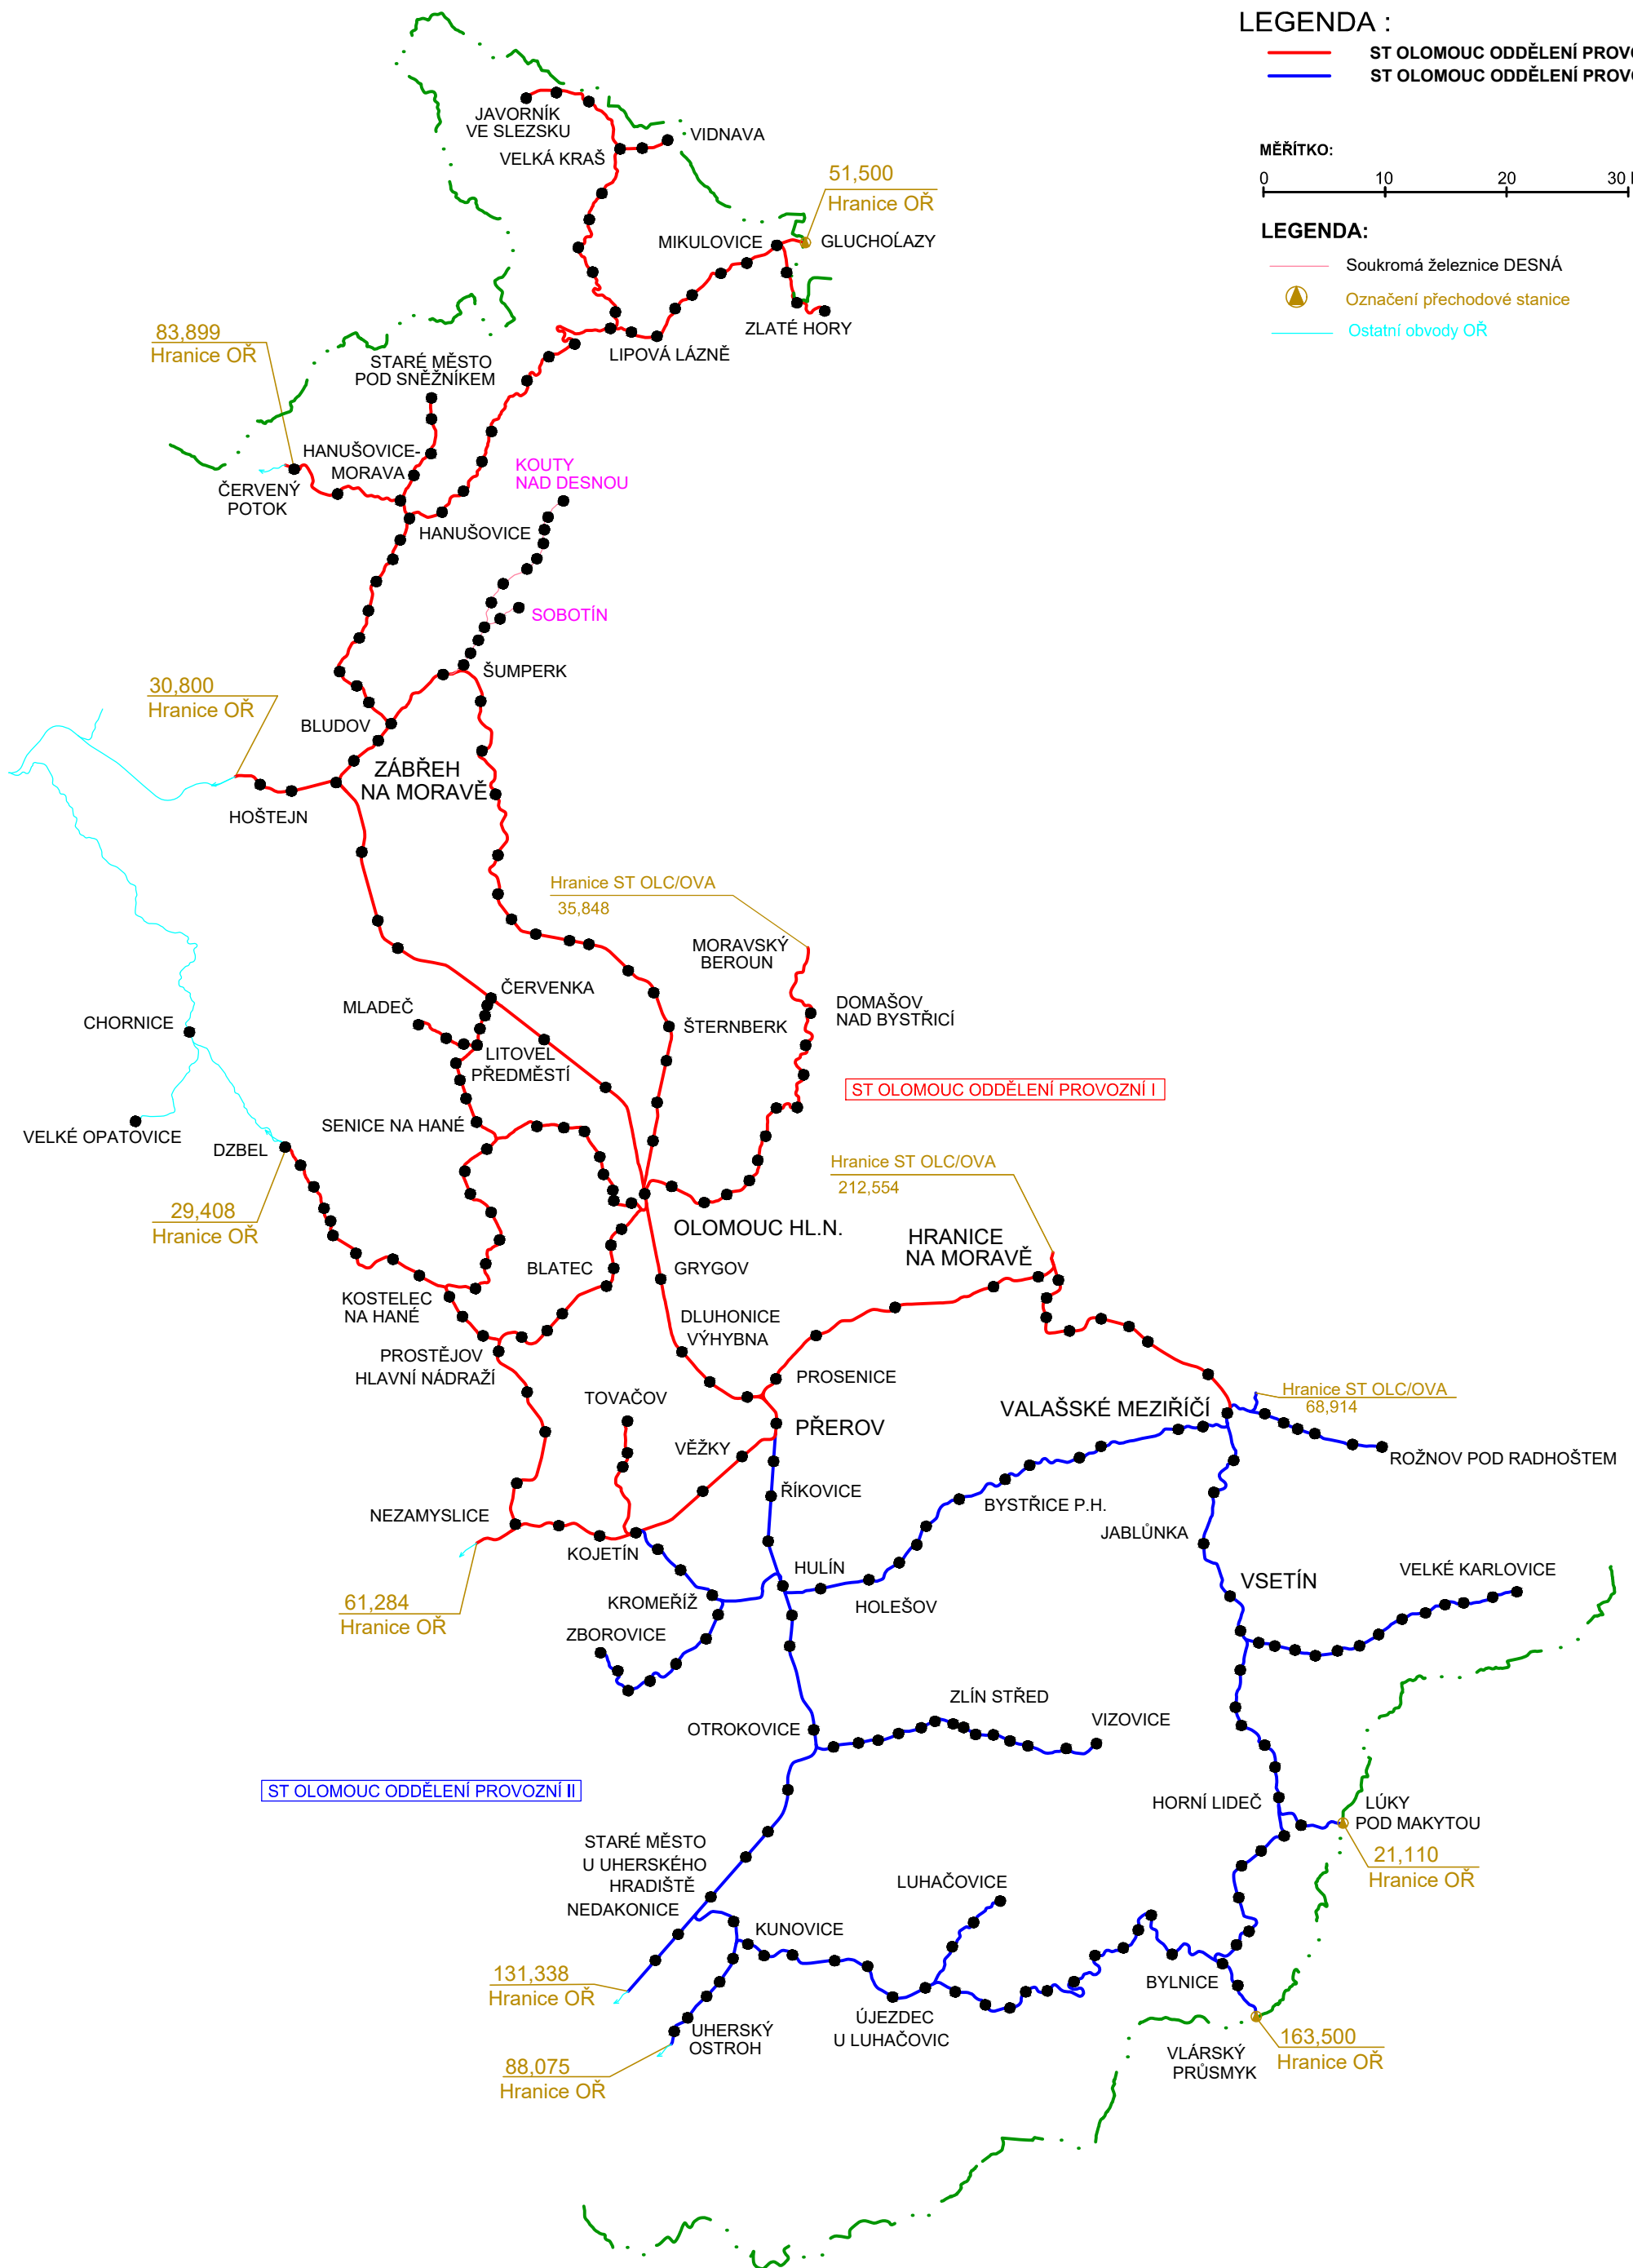 LEGENDA :
ST OLOMOUC ODDĚLENÍ
ST OLOMOUC ODDĚLENÍ
MĚŘÍTKO:
0 10 20 30
LEGENDA:
Soukromá železnice DESNÁ
Označení přechodové stanice
Ostatní obvody OŘ
JAVORNÍK
VE SLEZSKU
VIDNAVA
VELKÁ KRAŠ
51,500
Hranice OŘ
MIKULOVICE
GLUCHOĹAZY
ZLATÉ HORY
LIPOVÁ LÁZNĚ
83,899
Hranice OŘ
STARÉ MĚSTO
POD SNĚŽNÍKEM
HANUŠOVICE-
MORAVA
ČERVENÝ
POTOK
HANUŠOVICE
KOUTY
NAD DESNOU
SOBOTÍN
ŠUMPERK
30,800
Hranice OŘ
BLUDOV
ZÁBŘEH
NA MORAVĚ
HOŠTEJN
Hranice ST OLC/OVA
35,848
MORAVSKÝ
BEROUN
DOMAŠOV
NAD BYSTŘICÍ
ČERVENKA
MLADEČ
LITOVEL
PŘEDMĚSTÍ
ŠTERNBERK
CHORNICE
VELKÉ OPATOVICE
ST OLOMOUC ODDĚLENÍ PROVOZNÍ I
SENICE NA HANÉ
DZBEL
29,408
Hranice OŘ
Hranice ST OLC/OVA
212,554
OLOMOUC HL.N.
HRANICE
NA MORAVĚ
BLATEC
GRYGOV
KOSTELEC
NA HANÉ
DLUHONICE
VÝHYBNA
PROSTĚJOV
HLAVNÍ NÁDRAŽÍ
PROSENICE
TOVAČOV
PŘEROV
VALAŠSKÉ MEZIŘÍČÍ
Hranice ST OLC/OVA
68,914
ROŽNOV POD RADHOŠTEM
VĚŽKY
ŘÍKOVICE
BYSTŘICE P.H.
NEZAMYSLICE
KOJETÍN
JABLŮNKA
HULÍN
VSETÍN
VELKÉ KARLOVICE
61,284
Hranice OŘ
KROMEŘÍŽ
HOLEŠOV
ZBOROVICE
ZLÍN STŘED
OTROKOVICE
VIZOVICE
ST OLOMOUC ODDĚLENÍ PROVOZNÍ II
HORNÍ LIDEČ
LÚKY
POD MAKYTOU
21,110
Hranice OŘ
STARÉ MĚSTO
U UHERSKÉHO
HRADIŠTĚ
NEDAKONICE
LUHAČOVICE
KUNOVICE
131,338
Hranice OŘ
BYLNICE
ÚJEZDEC
U LUHAČOVIC
UHERSKÝ
OSTROH
88,075
Hranice OŘ
VLÁRSKÝ
PRŮSMYK
163,500
Hranice OŘ